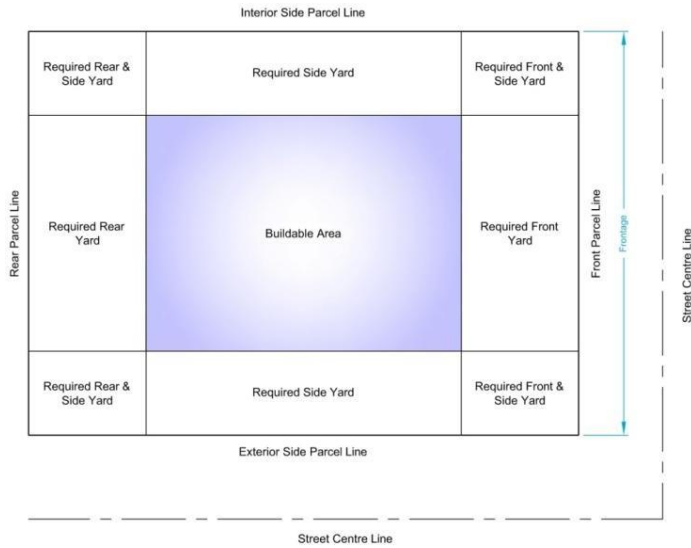 Interior Side Parcel Line
Required Rear &
Side Yard
Required Side Yard
Required Front &
Side Yard
Rear Parcel Line
Required Rear
Yard
Buildable Area
Required Front
Yard
Front Parcel Line
Frontage
Street Centre Line
Required Rear &
Side Yard
Required Side Yard
Required Front &
Side Yard
Exterior Side Parcel Line
Street Centre Line